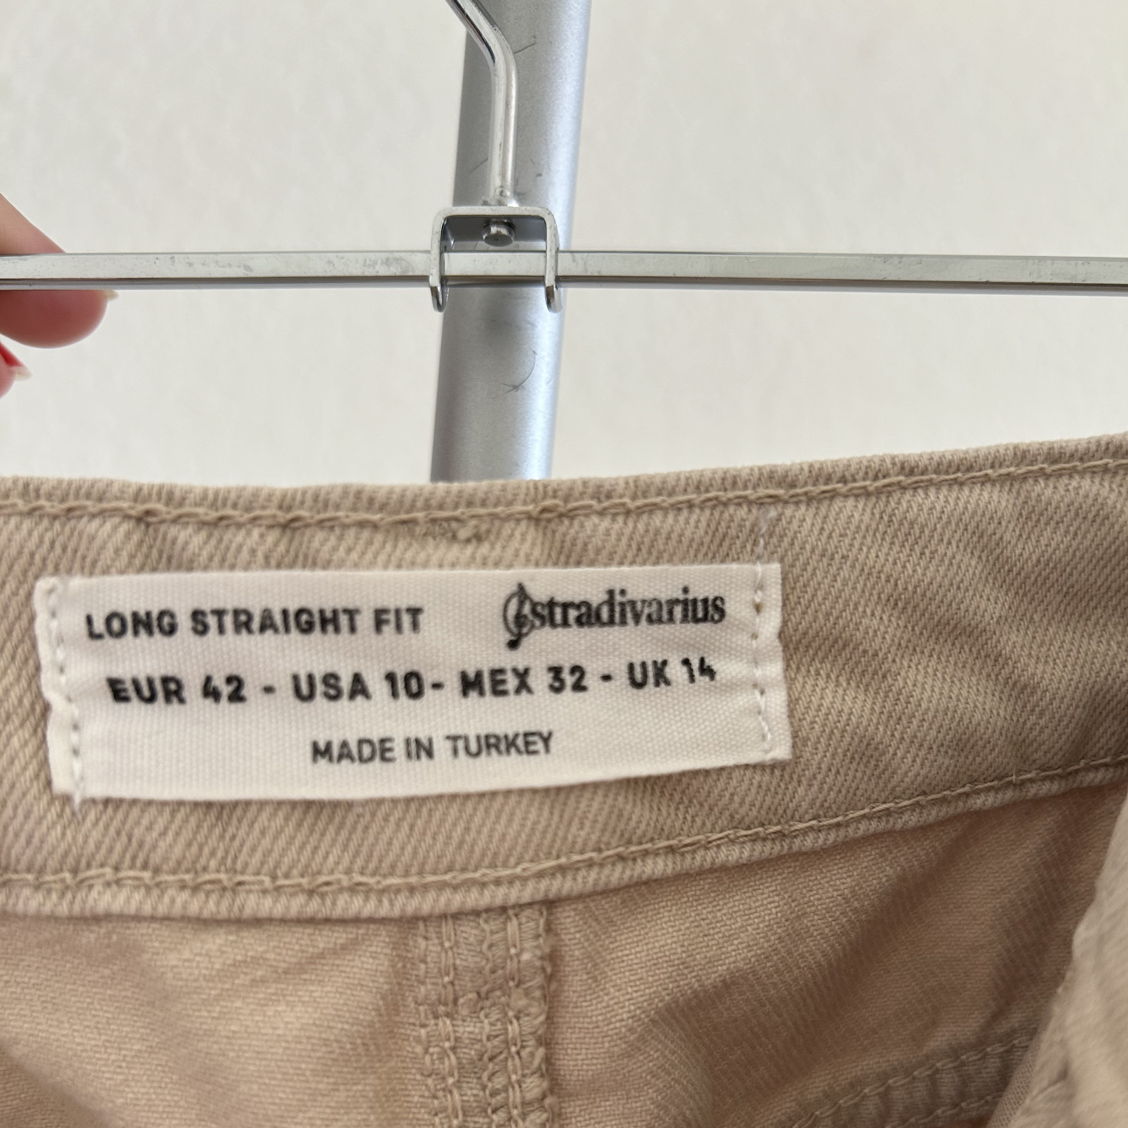 LONG STRAIGHT FIT stradivarius
EUR 42 - USA 10- MEX 32 - UK 14
MADE IN TURKEY